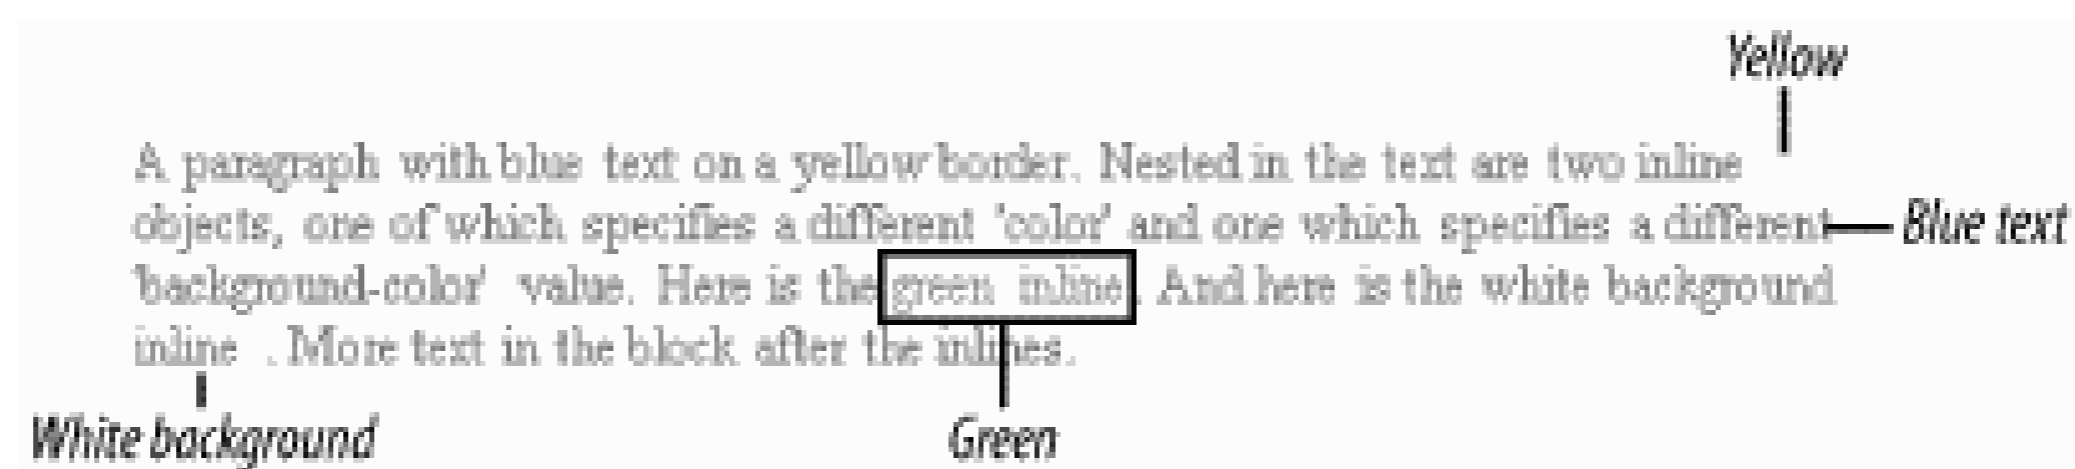 Yellow
A paragraph with blue text on a yellow border. Nested in the text are two inline
objects, one of which specifies a different 'color' and one which specifies a different
Blue text
'background-color' value. Here is the green inline. And here is the white background
inline . More text in the block after the inlines.
White background
Green